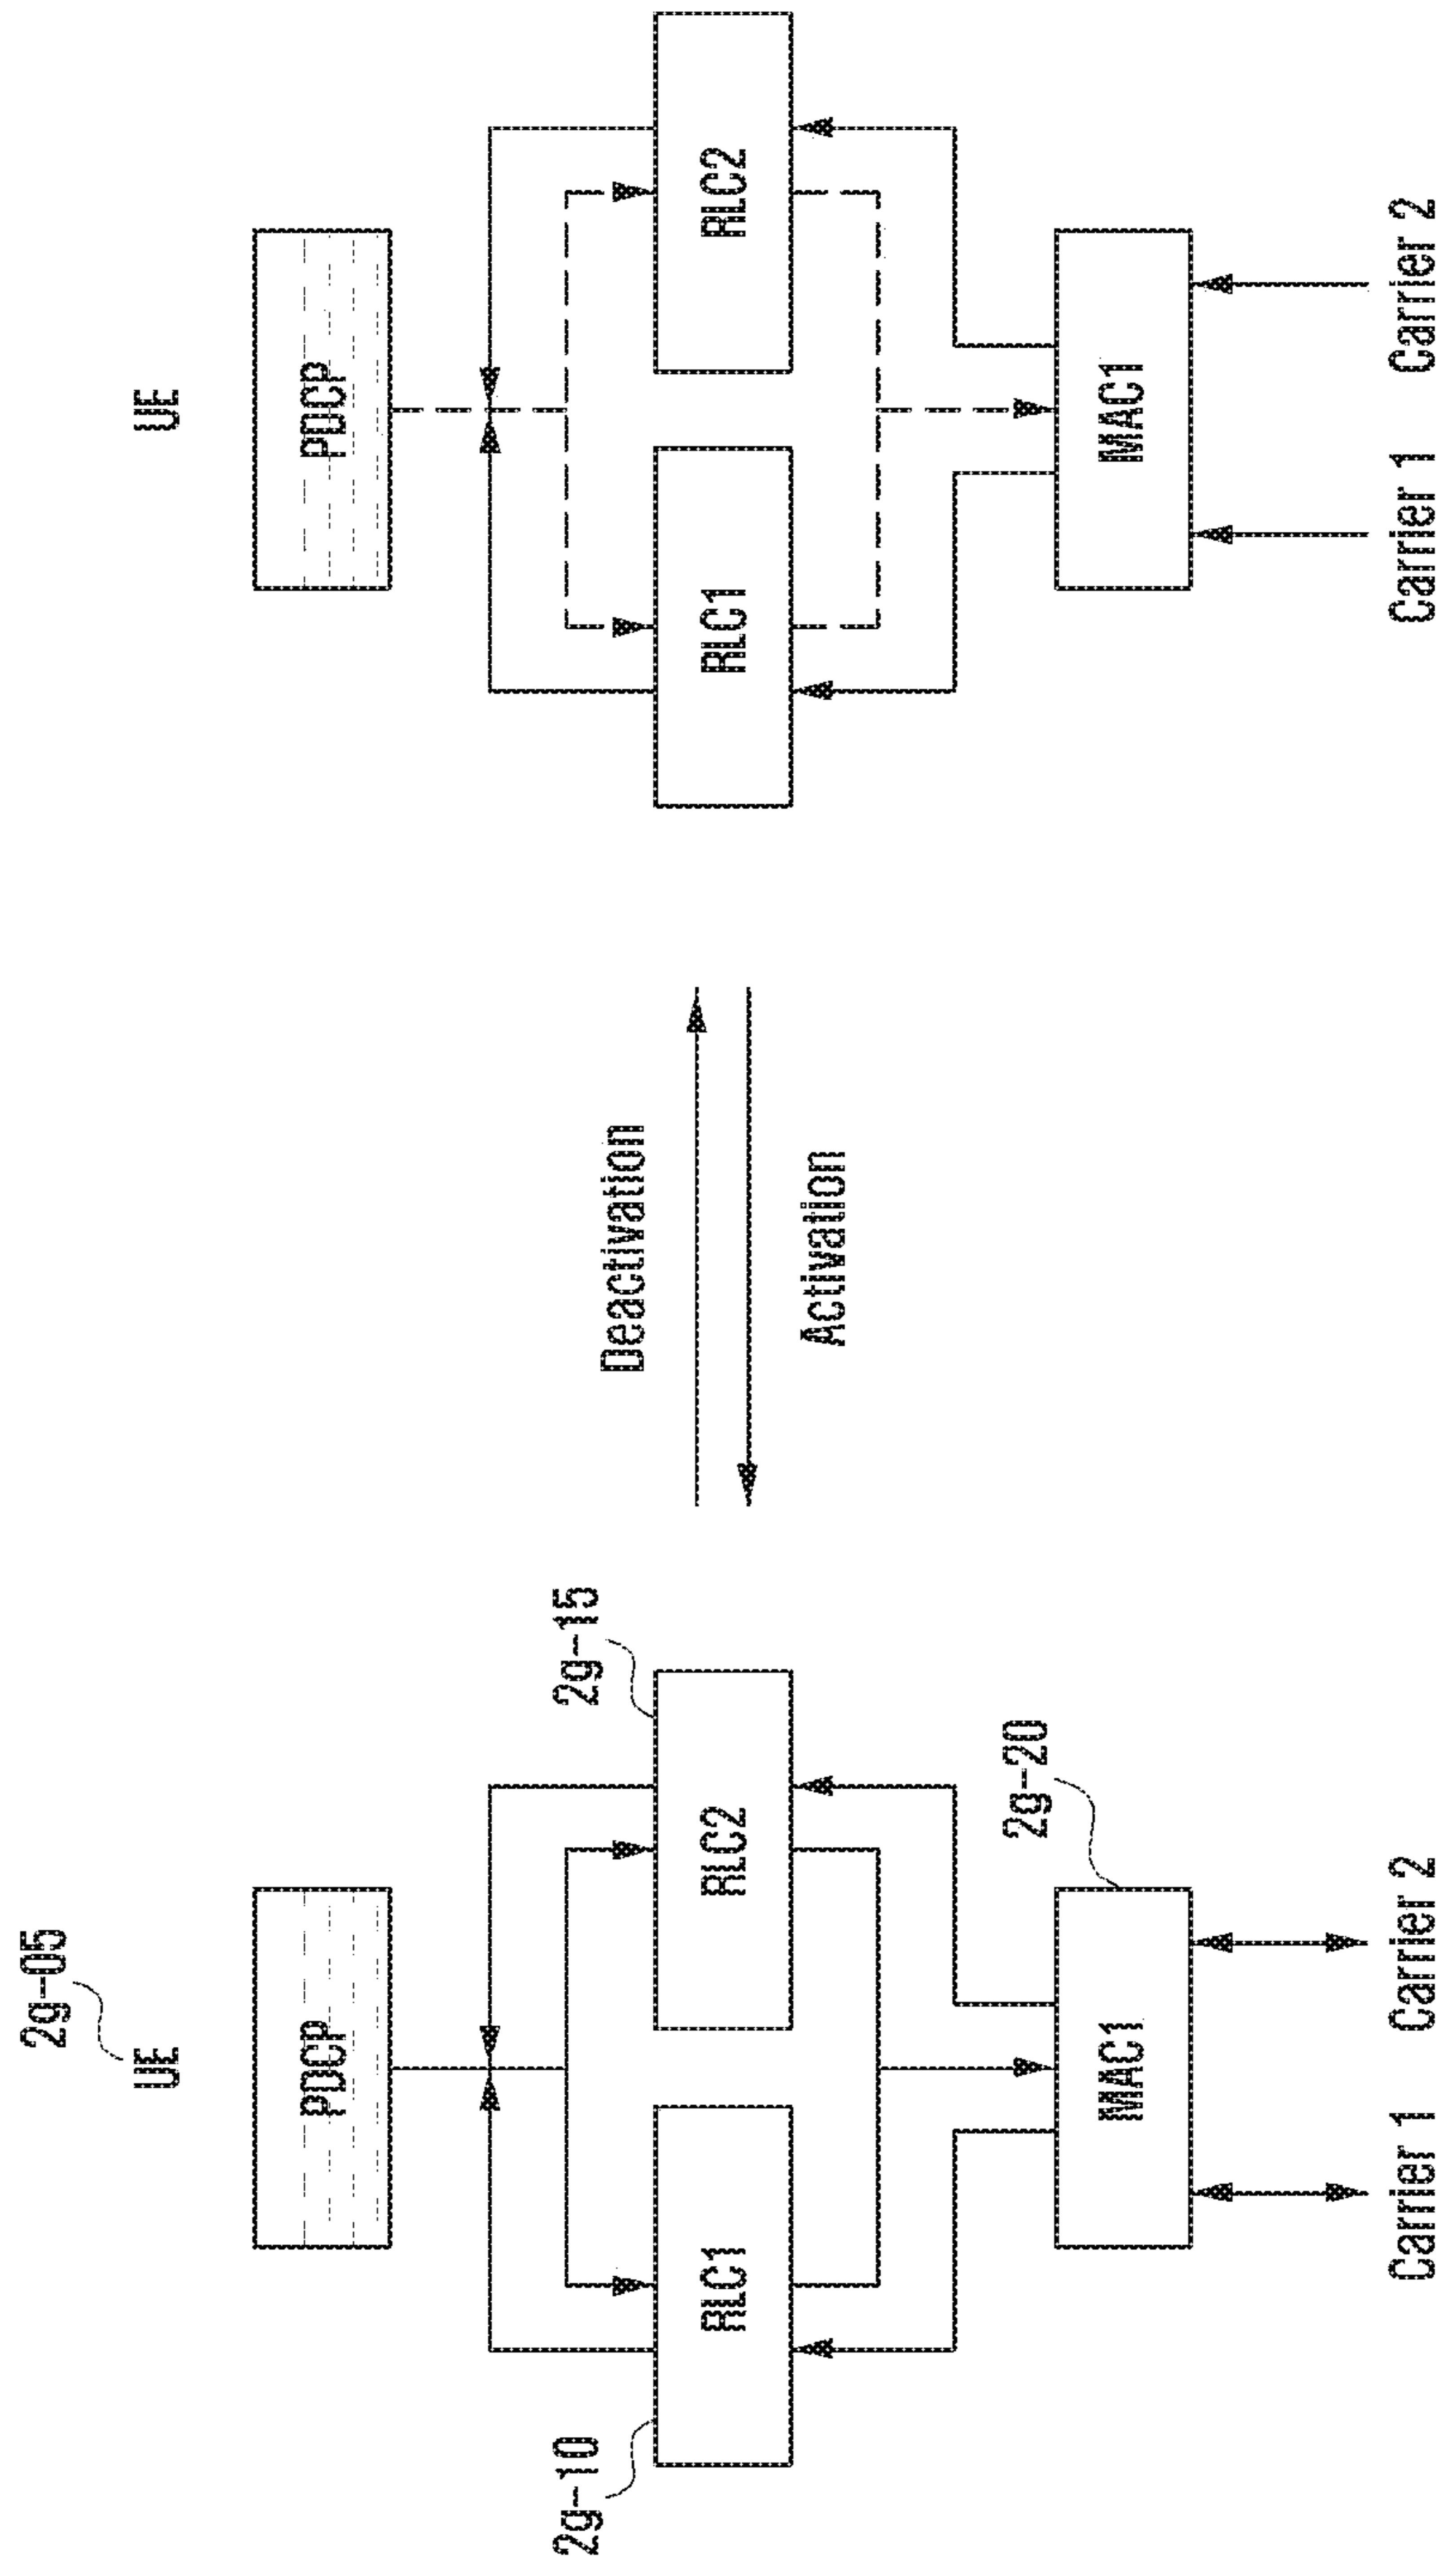 2g-05
UE
PDCP
2g-10
RLC1
RLC2
2g-15
MAC1
2g-20
Carrier 1
Carrier 2
Deactivation
Activation
UE
PDCP
RLC1
RLC2
MAC1
Carrier 1
Carrier 2